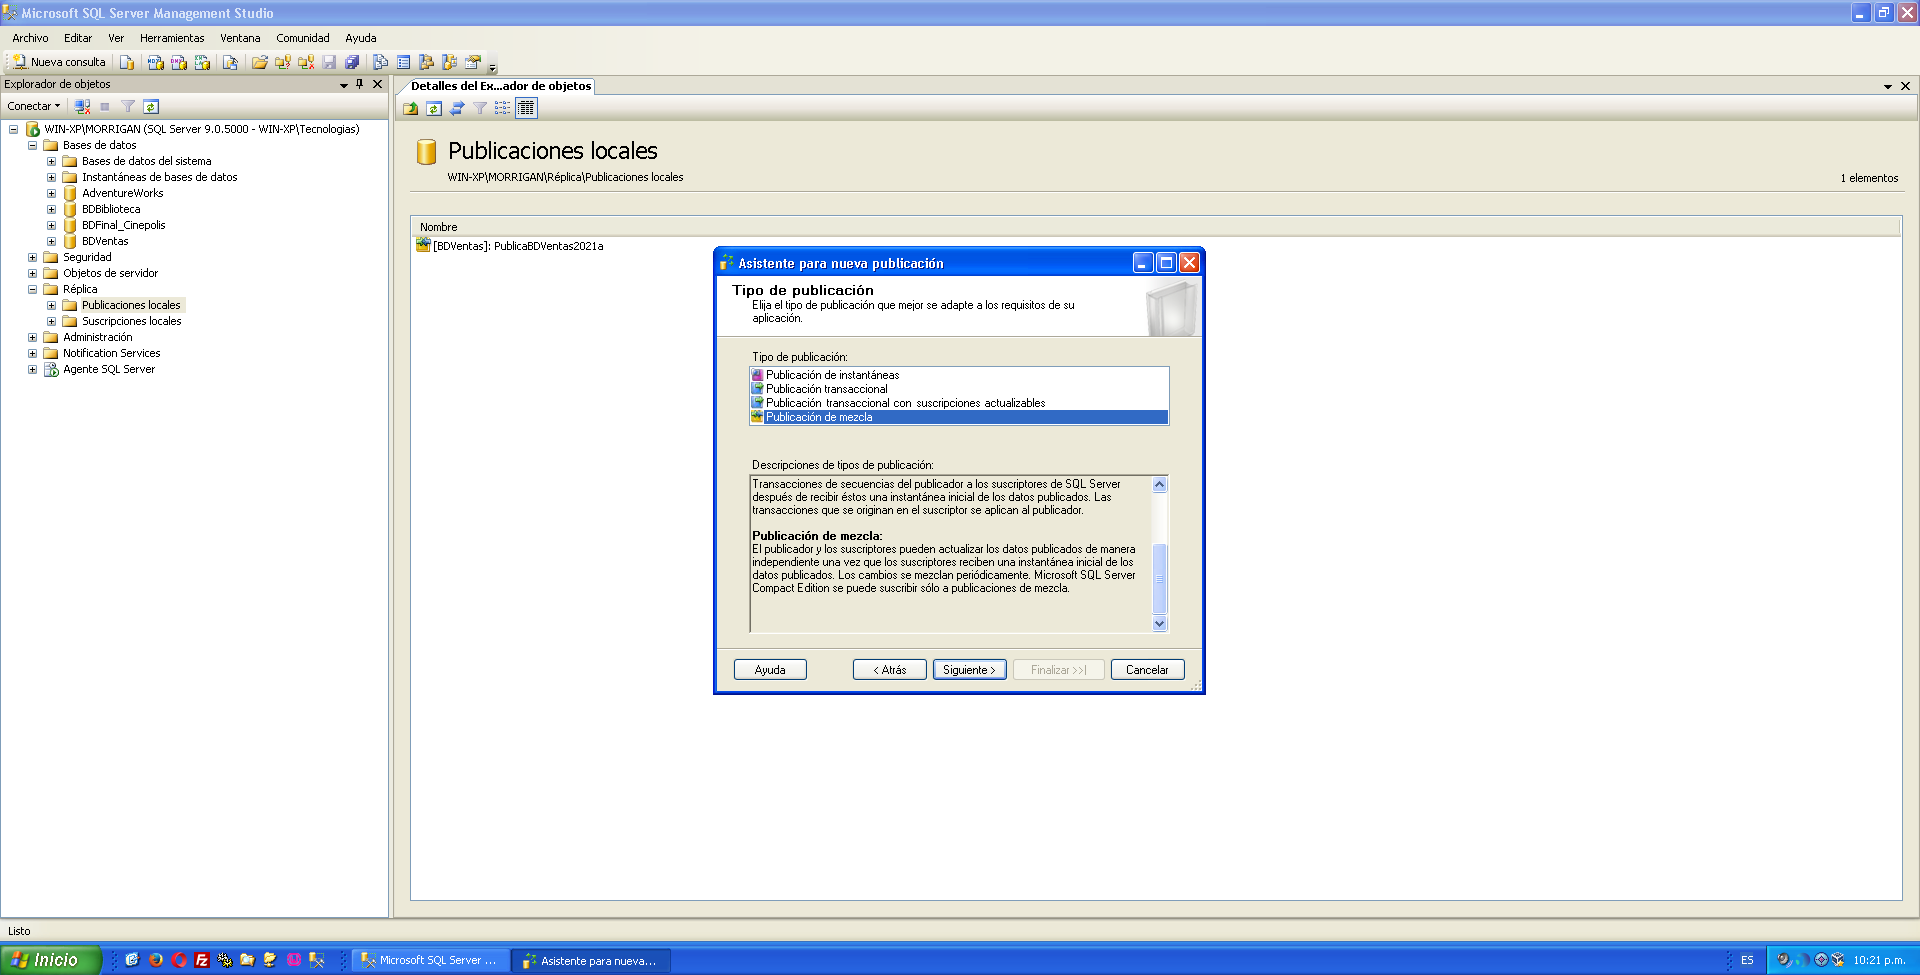 Microsoft SQL Server Management Studio
Archivo Editar Ver Herramientas Ventana Comunidad Ayuda
Nueva consulta
Explorador de objetos
Conectar
WIN-XP\MORRIGAN (SQL Server 9.0.5000 - WIN-XP\Tecnologias)
Bases de datos
Bases de datos del sistema
Instantáneas de bases de datos
AdventureWorks
BDBiblioteca
BDFinal_Cinepolis
BDVentas
Seguridad
Objetos de servidor
Réplica
Publicaciones locales
Suscripciones locales
Administración
Notification Services
Agente SQL Server
Detalles del Ex...ador de objetos
Publicaciones locales
WIN-XP\MORRIGAN\Réplica\Publicaciones locales
1 elementos
Nombre
[BDVentas]: PublicaBDVentas2021a
Asistente para nueva publicación
Tipo de publicación
Elija el tipo de publicación que mejor se adapte a los requisitos de su
aplicación.
Tipo de publicación:
Publicación de instantáneas
Publicación transaccional
Publicación transaccional con suscripciones actualizables
Publicación de mezcla
Descripciones de tipos de publicación:
Transacciones de secuencias del publicador a los suscriptores de SQL Server
después de recibir éstos una instantánea inicial de los datos publicados. Las
transacciones que se originan en el suscriptor se aplican al publicador.
Publicación de mezcla:
El publicador y los suscriptores pueden actualizar los datos publicados de manera
independiente una vez que los suscriptores reciben una instantánea inicial de los
datos publicados. Los cambios se mezclan periódicamente. Microsoft SQL Server
Compact Edition se puede suscribir sólo a publicaciones de mezcla.
Ayuda < Atrás Siguiente > Finalizar >>| Cancelar
Listo
Inicio
Microsoft SQL Server ...
Asistente para nueva...
ES
10:21 p.m.